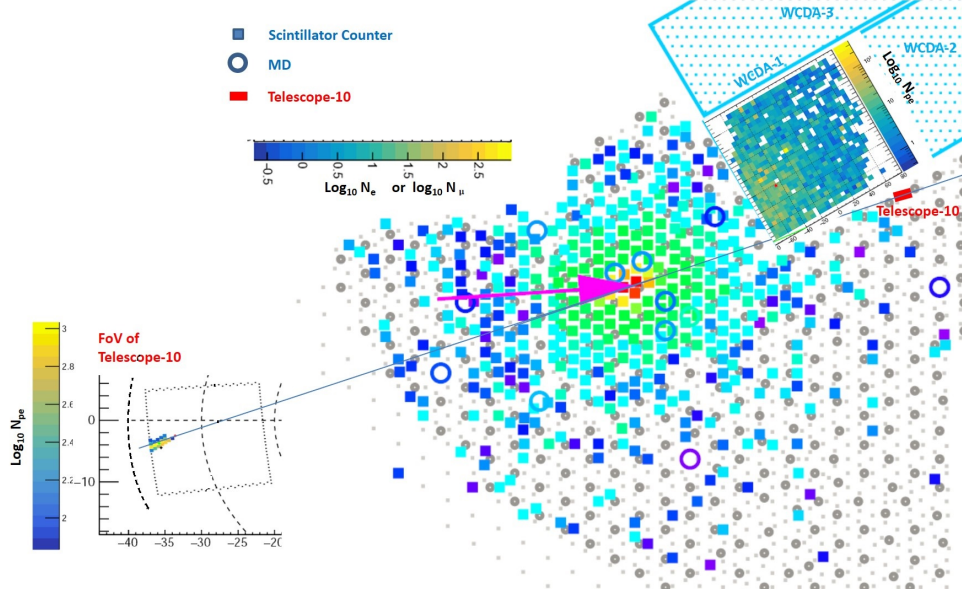 WCDA-3
Scintillator Counter
MD
Telescope-10
WCDA-2
WCDA-1
Log10 Npe
-0.5 0 0.5 1 1.5 2 2.5
Log10 Ne or log10 Nμ
Telescope-10
FoV of
Telescope-10
Log10 Npe
3
2.8
2.6
2.4
2.2
2
0
-10
-40 -35 -30 -25 -20